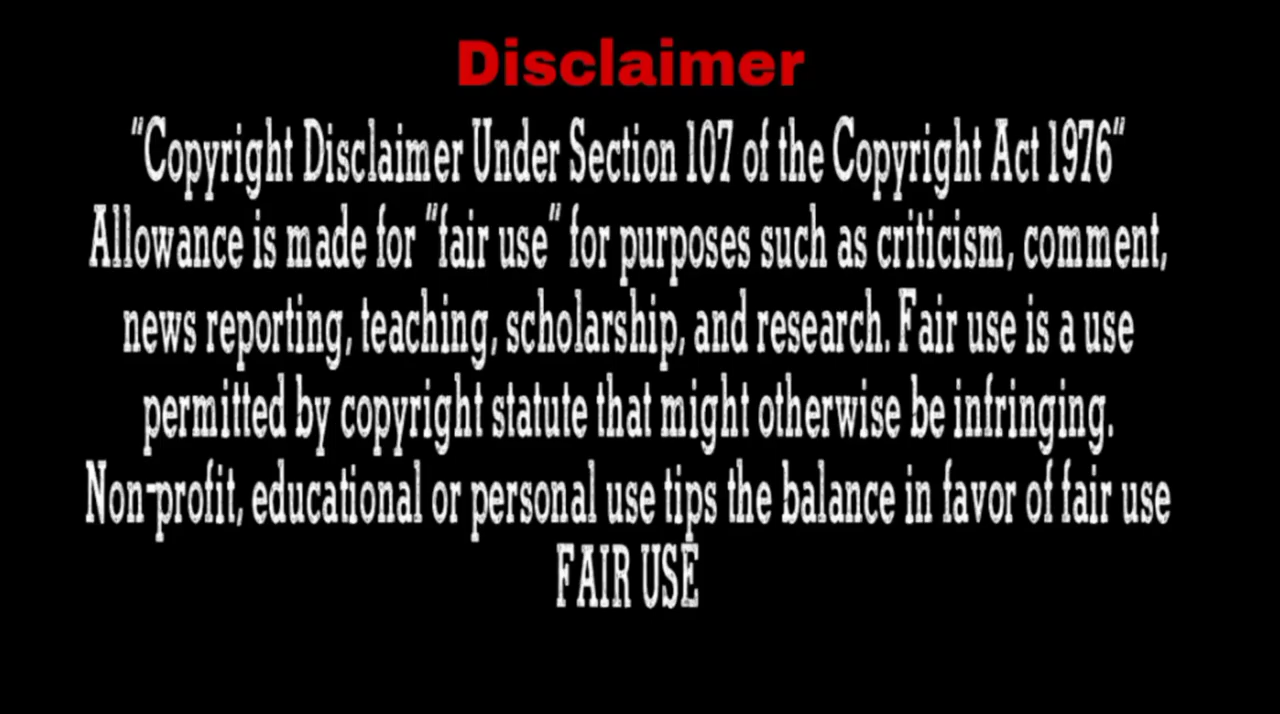 Disclaimer
"Copyright Disclaimer Under Section 107 of the Copyright Act 1976"
Allowance is made for "fair use" for purposes such as criticism, comment,
news reporting, teaching, scholarship, and research. Fair use is a use
permitted by copyright statute that might otherwise be infringing.
Non-profit, educational or personal use tips the balance in favor of fair use
FAIR USE